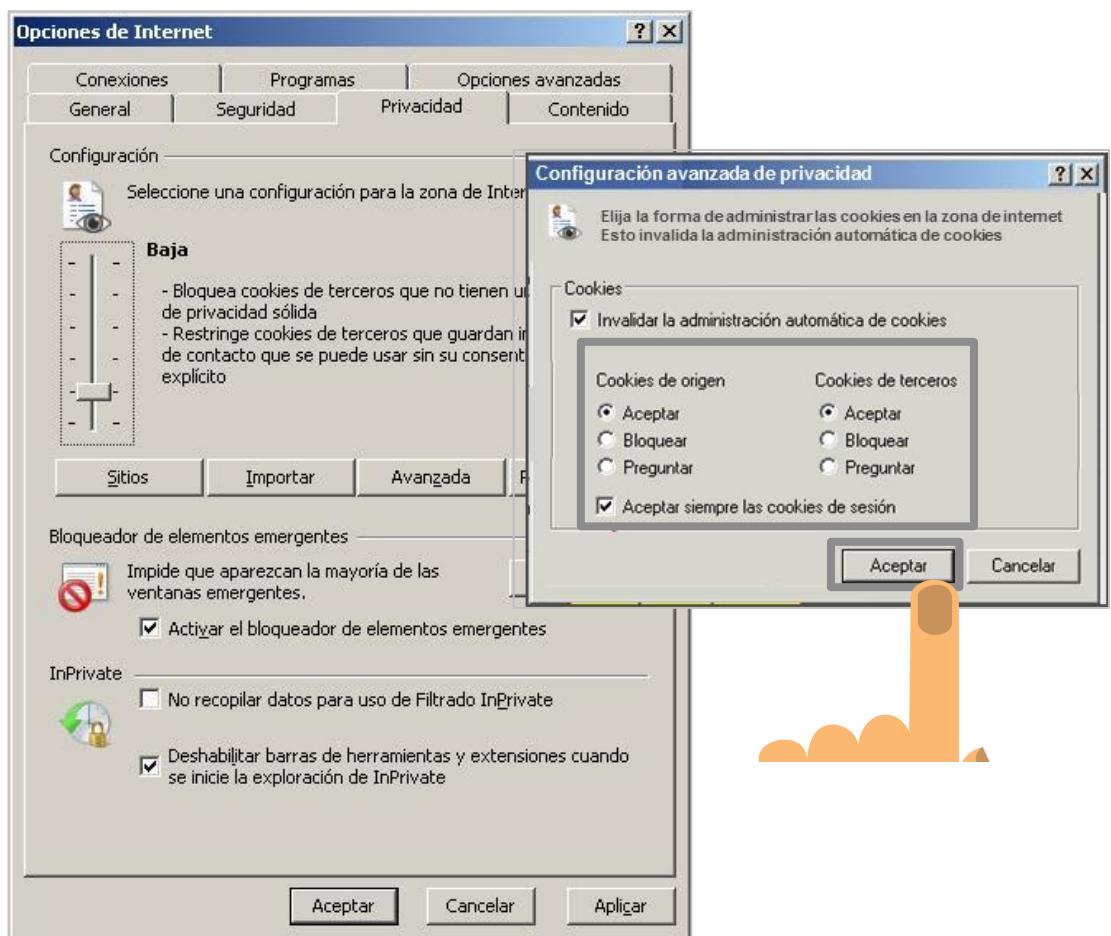 Opciones de Internet
Conexiones Programas Opciones avanzadas
General Seguridad Privacidad Contenido
Configuración
Seleccione una configuración para la zona de
Baja
- Bloquea cookies de terceros que no tienen
de privacidad sólida
- Restringe cookies de terceros que guardan
de contacto que se puede usar sin su
explícito
Sitios Importar Avanzada
Bloqueador de elementos emergentes
Impide que aparezcan la mayoría de las
ventanas emergentes.
Activar el bloqueador de elementos emergentes
InPrivate
No recopilar datos para uso de Filtrado InPrivate
Deshabilitar barras de herramientas y extensiones cuando
se inicie la exploración de InPrivate
Aceptar Cancelar Aplicar
Configuración avanzada de privacidad
Elija la forma de administrar las cookies en la zona de internet
Esto invalida la administración automática de cookies
Cookies
Invalidar la administración automática de cookies
Cookies de origen Cookies de terceros
Aceptar Aceptar
Bloquear Bloquear
Preguntar Preguntar
Aceptar siempre las cookies de sesión
Aceptar Cancelar